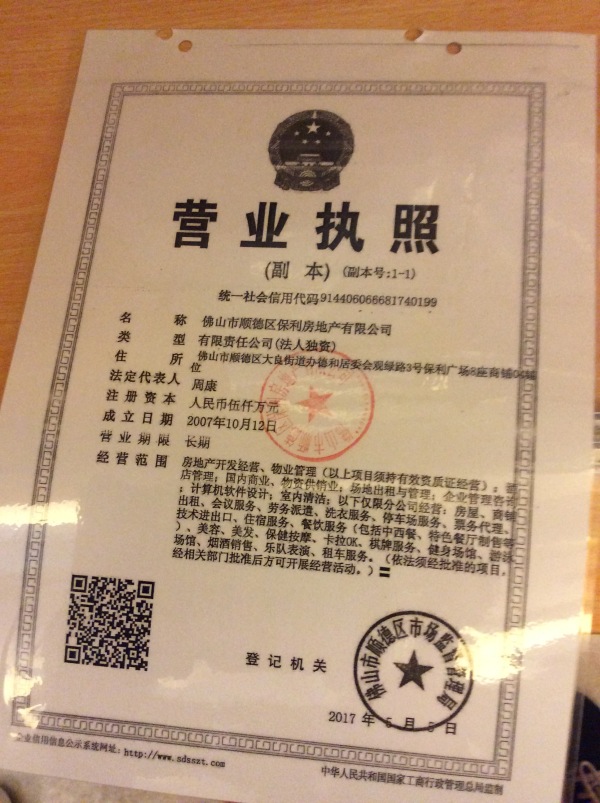 营业执照
(副 本) (副本号:1-1)
统一社会信用代码914406066681740199
名 称 佛山市顺德区保利房地产有限公司
类 型 有限责任公司(法人独资)
住 所 佛山市顺德区大良街道办德和居委会观绿路3号保利广场8座商铺
位
法定代表人 周康
注册资本 人民币伍仟万元
成立日期 2007年10月12日
营业期限 长期
经营范围 房地产开发经营、物业管理(以上项目须持有效资质证经营);
店管理;国内商业、物资供销业;场地出租与管理;企业管理咨询
;计算机软件设计;室内清洁;以下仅限分公司经营:房屋、商铺
出租、会议服务、劳务派遣、洗衣服务、停车场服务、票务代理、
技术进出口、住宿服务、餐饮服务(包括中西餐、特色餐厅制售等
)、美容、美发、保健按摩、卡拉OK、棋牌服务、健身场馆、游泳
场馆、烟酒销售、乐队表演、租车服务。(依法须经批准的项目,
经相关部门批准后方可开展经营活动。)
登记机关
佛山市顺德区市场监督管理局
2017 年 月 日
企业信用信息公示系统网址:http://www.sdxszt.com
中华人民共和国国家工商行政管理总局监制